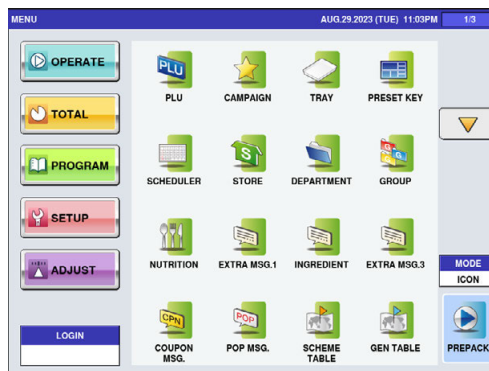 MENU
AUG.29.2023 (TUE) 11:03PM
1/3
OPERATE
TOTAL
PROGRAM
SETUP
ADJUST
LOGIN
PLU
PLU
CAMPAIGN
TRAY
PRESET KEY
S
G
G
SCHEDULER
STORE
DEPARTMENT
GROUP
NUTRITION
EXTRA MSG.1
INGREDIENT
EXTRA MSG.3
CPN
POP
COUPON MSG.
POP MSG.
SCHEME TABLE
GEN TABLE
MODE
ICON
PREPACK